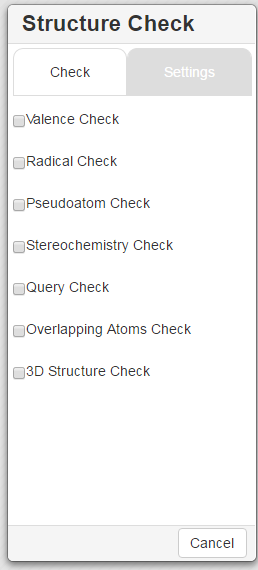 Structure Check
Check
Settings
Valence Check
Radical Check
Pseudoatom Check
Stereochemistry Check
Query Check
Overlapping Atoms Check
3D Structure Check
Cancel